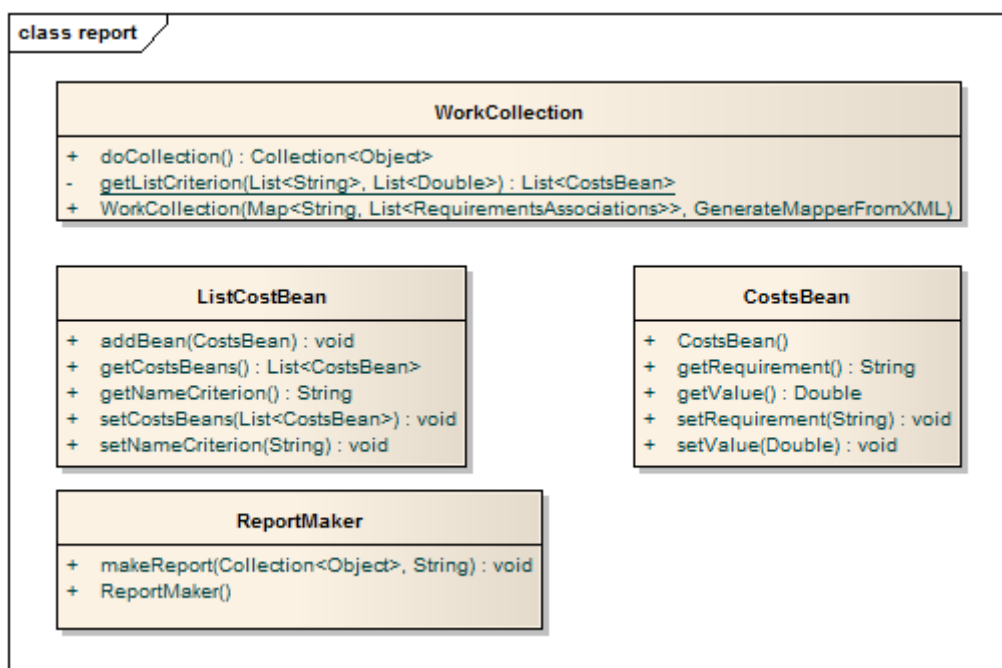 class report
WorkCollection
+ doCollection() : Collection<Object>
- getListCriterion(List<String>, List<Double>) : List<CostsBean>
+ WorkCollection(Map<String, List<RequirementsAssociations>>, GenerateMapperFromXML)
ListCostBean
+ addBean(CostsBean) : void
+ getCostsBeans() : List<CostsBean>
+ getNameCriterion() : String
+ setCostsBeans(List<CostsBean>) : void
+ setNameCriterion(String) : void
CostsBean
+ CostsBean()
+ getRequirement() : String
+ getValue() : Double
+ setRequirement(String) : void
+ setValue(Double) : void
ReportMaker
+ makeReport(Collection<Object>, String) : void
+ ReportMaker()